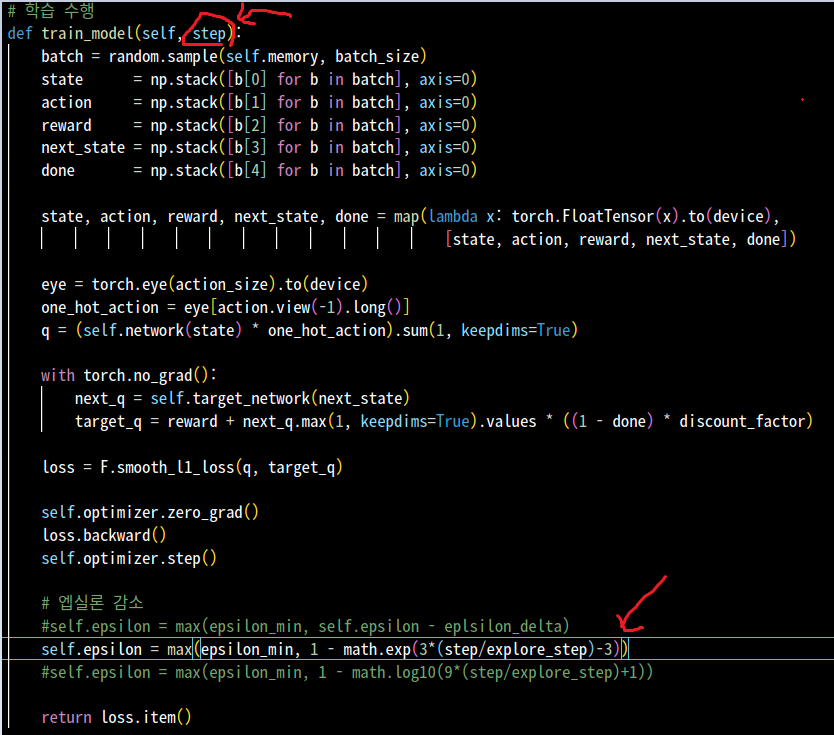 # 학습 수행
def train_model(self, step):
batch = random.sample(self.memory, batch_size)
state = np.stack([b[0] for b in batch], axis=0)
action = np.stack([b[1] for b in batch], axis=0)
reward = np.stack([b[2] for b in batch], axis=0)
next_state = np.stack([b[3] for b in batch], axis=0)
done = np.stack([b[4] for b in batch], axis=0)
state, action, reward, next_state, done = map(lambda x: torch.FloatTensor(x).to(device),
[state, action, reward, next_state, done])
eye = torch.eye(action_size).to(device)
one_hot_action = eye[action.view(-1).long()]
q = (self.network(state) * one_hot_action).sum(1, keepdims=True)
with torch.no_grad():
next_q = self.target_network(next_state)
target_q = reward + next_q.max(1, keepdims=True).values * ((1 - done) * discount_factor)
loss = F.smooth_l1_loss(q, target_q)
self.optimizer.zero_grad()
loss.backward()
self.optimizer.step()
# 엡실론 감소
#self.epsilon = max(epsilon_min, self.epsilon - eplsilon_delta)
self.epsilon = max(epsilon_min, 1 - math.exp(3*(step/explore_step)-3))
#self.epsilon = max(epsilon_min, 1 - math.log10(9*(step/explore_step)+1))
return loss.item()